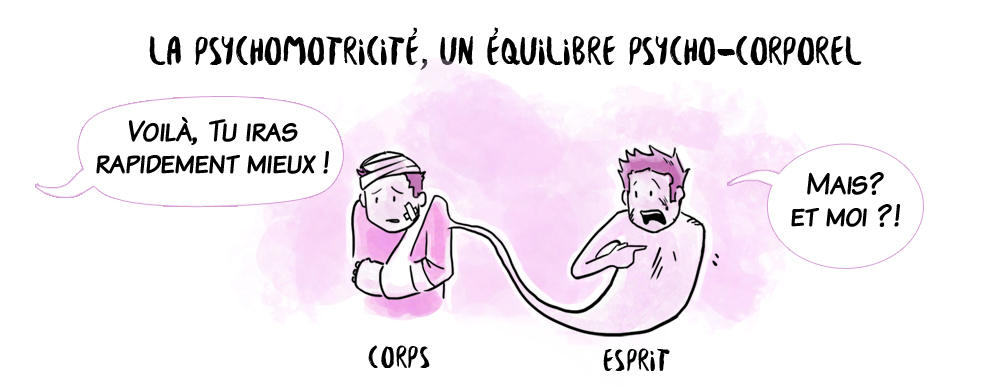 LA PSYCHOMOTRICITÉ, UN ÉQUILIBRE PSYCHO-CORPOREL
VOILÀ, TU IRAS
RAPIDEMENT MIEUX !
MAIS?
ET MOI ?!
CORPS
ESPRIT